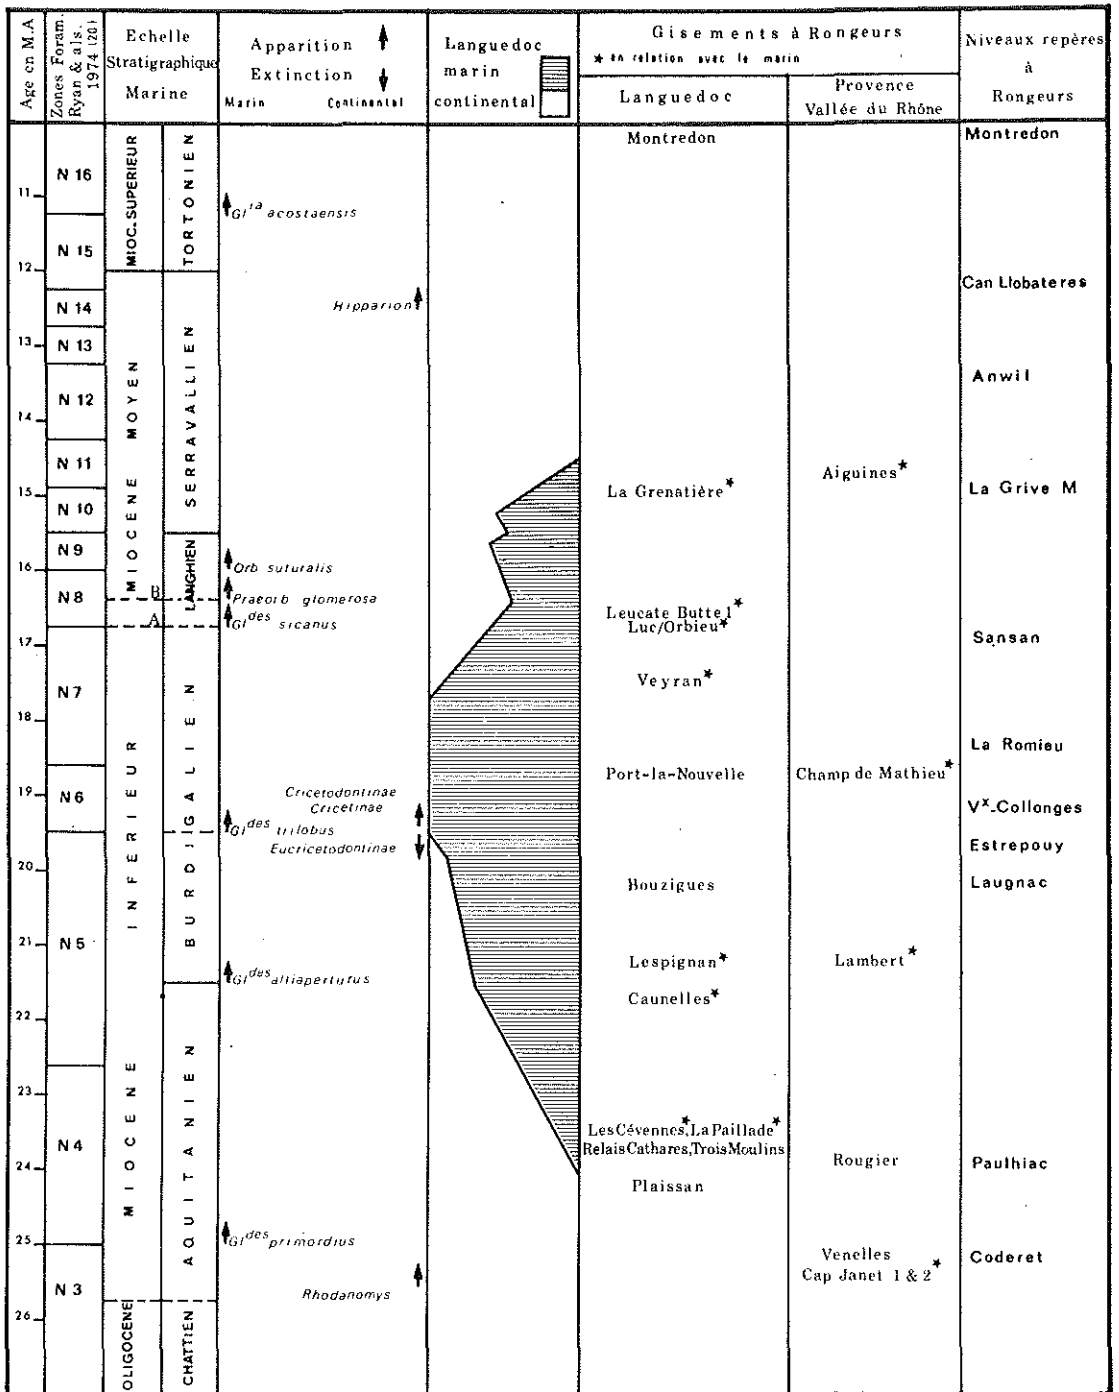 Age en M.A
Zones Foram.
Ryan & als.
1974 (20)
Echelle
Stratigraphique
Marine
Apparition
Extinction
Marin Continental
Languedoc
marin
continental
Gisements à Rongeurs
* en relation avec le marin
Languedoc
Provence
Vallée du Rhône
Niveaux repères
à
Rongeurs
11
12
13
14
15
16
17
18
19
20
21
22
23
24
25
26
N 16
N 15
N 14
N 13
N 12
N 11
N 10
N 9
N 8
N 7
N 6
N 5
N 4
N 3
B
A
MIOC. SUPERIEUR
MIOCENE MOYEN
MIOCENE INFERIEUR
OLIGOCENE
TORTONIEN
SERRAVALLIEN
LANGHIEN
BURDIGALIEN
AQUITANIEN
CHATTIEN
Gl ia acostaensis
Hipparion
Orb suturalis
Praeorb glomerosa
Gl des sicanus
Cricetodontinae
Cricetinae
Gl des trilobus
Eucricetodontinae
Gl des altiapertutus
Gl des primordius
Rhodanomys
Montredon
La Grenatière*
Leucate Butte 1*
Luc/Orbieu*
Veyran*
Port-la-Nouvelle
Bouzigues
Lespignan*
Caunelles*
Les Cévennes*, La Paillade*
Relais Cathares, Trois Moulins
Plaissan
Aiguines*
Champ de Mathieu*
Lambert*
Rougier
Venelles
Cap Janet 1 & 2*
Montredon
Can Llobateres
Anwil
La Grive M
Sansan
La Romieu
Vx-Collonges
Estrepouy
Laugnac
Paulhiac
Coderet